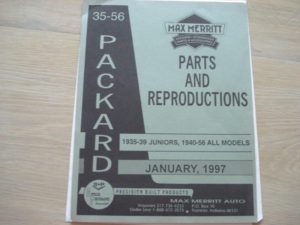 35-56
PACKARD
MAX MERRITT
PARTS
AND
REPRODUCTIONS
1935-39 JUNIORS, 1940-56 ALL MODELS
JANUARY, 1997
PRECISION BUILT PRODUCTS
MAX MERRITT AUTO